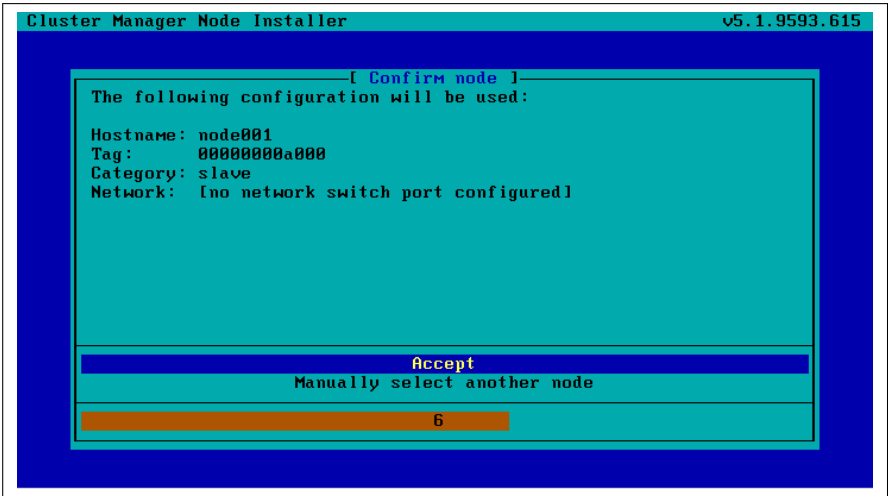 Cluster Manager Node Installer v5.1.9593.615
[ Confirm node ]
The following configuration will be used:
Hostname: node001
Tag: 00000000a000
Category: slave
Network: [no network switch port configured]
Accept
Manually select another node
6